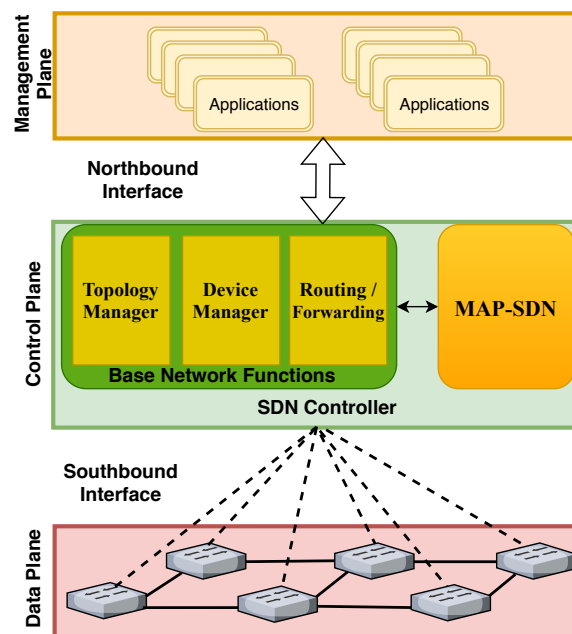 Management
Plane
Applications
Applications
Northbound
Interface
Control Plane
Topology
Manager
Device
Manager
Routing /
Forwarding
MAP-SDN
Base Network Functions
SDN Controller
Southbound
Interface
Data Plane